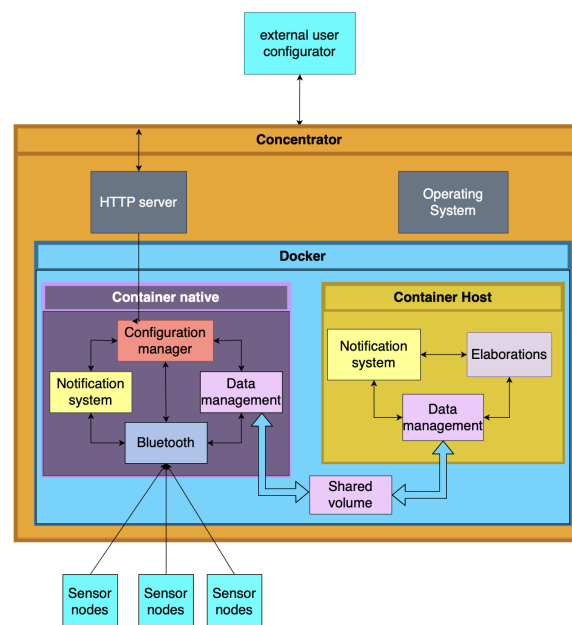 external user
configurator
Concentrator
HTTP server
Operating
System
Docker
Container native
Container Host
Configuration
manager
Notification
system
Data
management
Bluetooth
Notification
system
Elaborations
Data
management
Shared
volume
Sensor
nodes
Sensor
nodes
Sensor
nodes